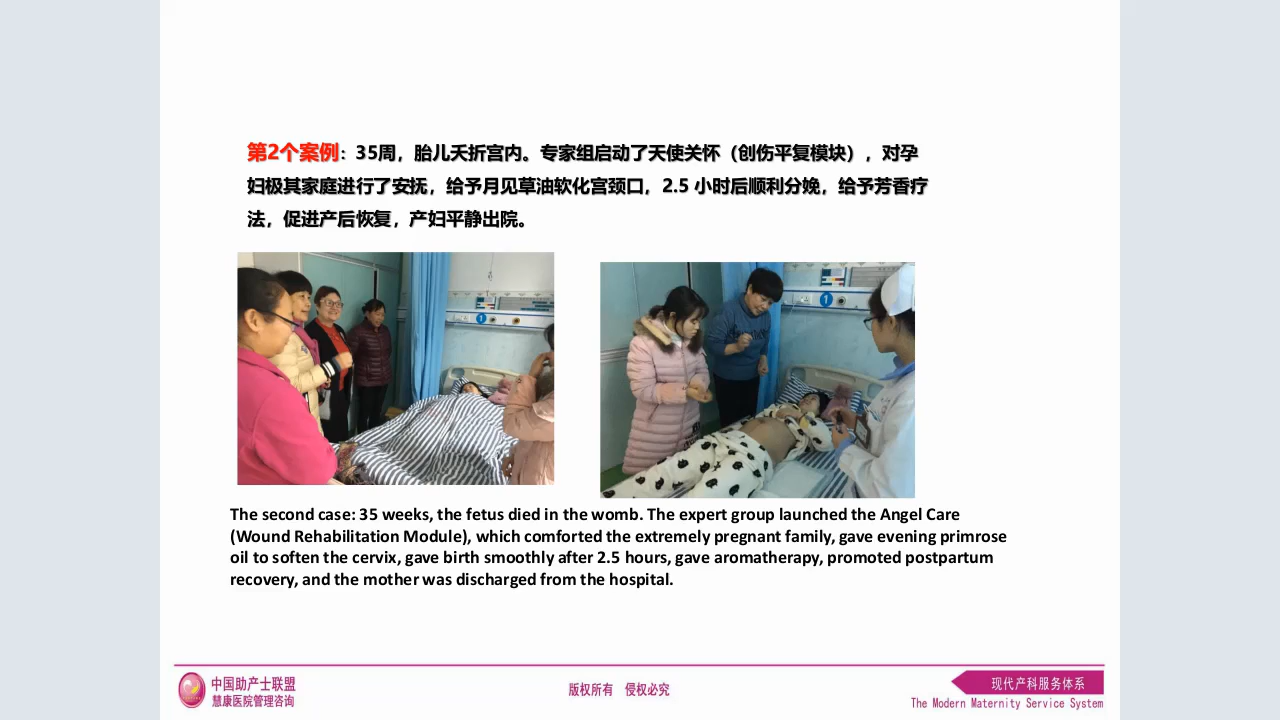 第2个案例：35周，胎儿夭折宫内。专家组启动了天使关怀（创伤平复模块），对孕
妇极其家庭进行了安抚，给予月见草油软化宫颈口，2.5 小时后顺利分娩，给予芳香疗
法，促进产后恢复，产妇平静出院。
1
1
The second case: 35 weeks, the fetus died in the womb. The expert group launched the Angel Care
(Wound Rehabilitation Module), which comforted the extremely pregnant family, gave evening primrose
oil to soften the cervix, gave birth smoothly after 2.5 hours, gave aromatherapy, promoted postpartum
recovery, and the mother was discharged from the hospital.
中国助产士联盟
慧康医院管理咨询
版权所有 侵权必究
现代产科服务体系
The Modern Maternity Service System